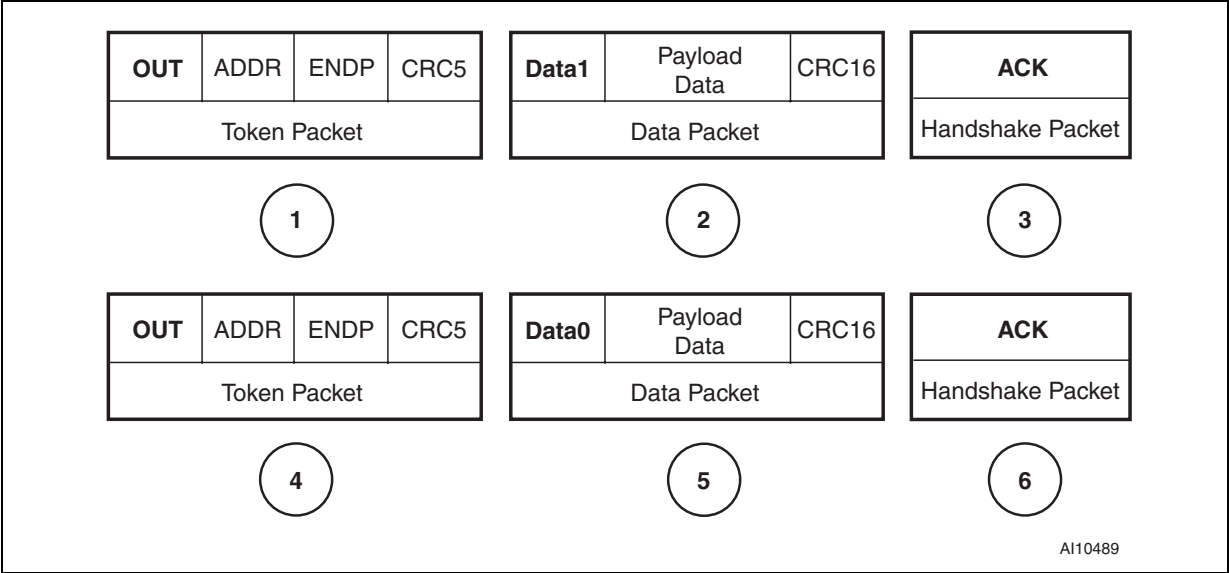 OUT ADDR ENDP CRC5
Token Packet
1
Data1 Payload Data CRC16
Data Packet
2
ACK
Handshake Packet
3
OUT ADDR ENDP CRC5
Token Packet
4
Data0 Payload Data CRC16
Data Packet
5
ACK
Handshake Packet
6
AI10489